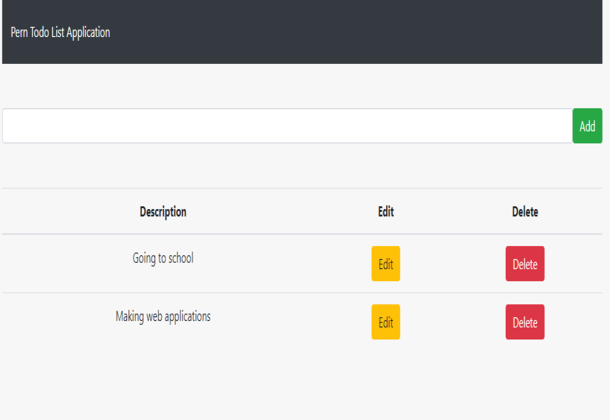 Pern Todo List Application
Add
Description Edit Delete
Going to school Edit Delete
Making web applications Edit Delete